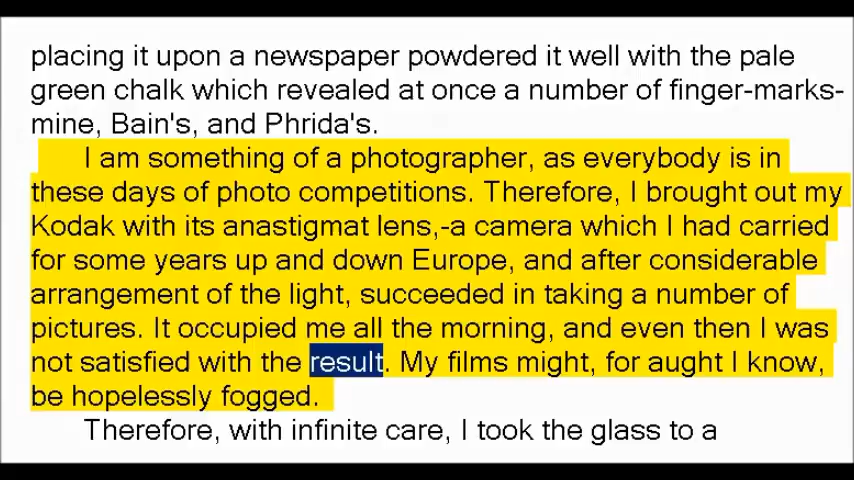 placing it upon a newspaper powdered it well with the pale
green chalk which revealed at once a number of finger-marks-
mine, Bain's, and Phrida's.
I am something of a photographer, as everybody is in
these days of photo competitions. Therefore, I brought out my
Kodak with its anastigmat lens,-a camera which I had carried
for some years up and down Europe, and after considerable
arrangement of the light, succeeded in taking a number of
pictures. It occupied me all the morning, and even then I was
not satisfied with the result. My films might, for aught I know,
be hopelessly fogged.
Therefore, with infinite care, I took the glass to a